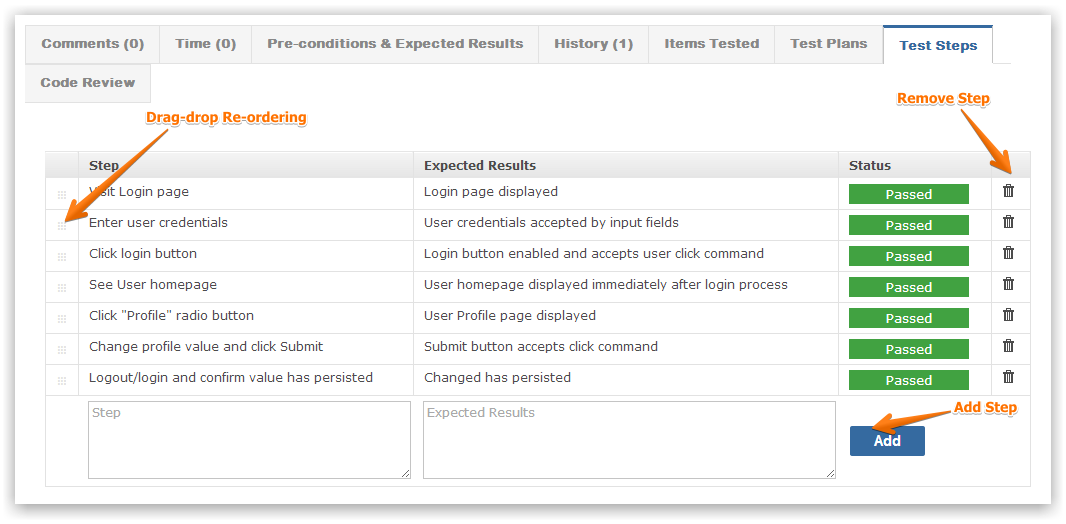 Comments (0) Time (0) Pre-conditions & Expected Results History (1) Items Tested Test Plans Test Steps
Code Review
Remove Step
Drag-drop Re-ordering
Step Expected Results Status
Visit Login page Login page displayed Passed
Enter user credentials User credentials accepted by input fields Passed
Click login button Login button enabled and accepts user click command Passed
See User homepage User homepage displayed immediately after login process Passed
Click "Profile" radio button User Profile page displayed Passed
Change profile value and click Submit Submit button accepts click command Passed
Logout/login and confirm value has persisted Changed has persisted Passed
Step Expected Results Add Step
Add